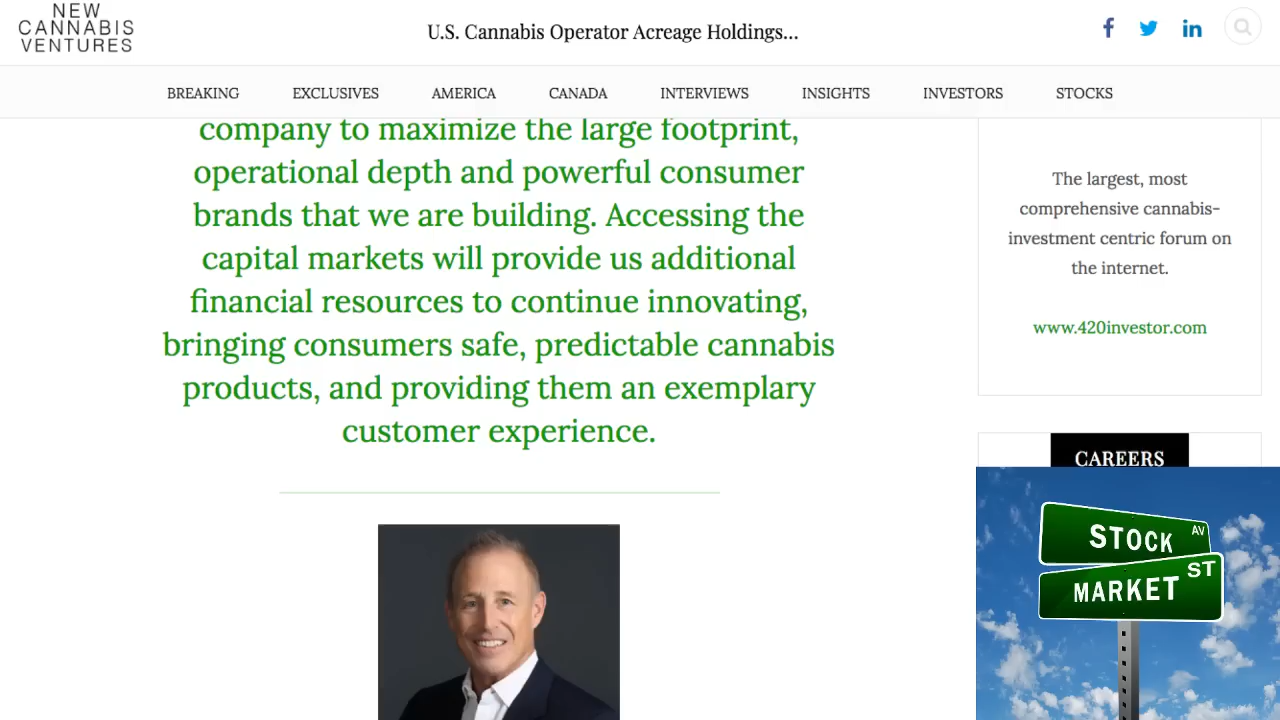 NEW
CANNABIS
VENTURES
U.S. Cannabis Operator Acreage Holdings...
BREAKING
EXCLUSIVES
AMERICA
CANADA
INTERVIEWS
INSIGHTS
INVESTORS
STOCKS
company to maximize the large footprint,
operational depth and powerful consumer
brands that we are building. Accessing the
capital markets will provide us additional
financial resources to continue innovating,
bringing consumers safe, predictable cannabis
products, and providing them an exemplary
customer experience.
The largest, most
comprehensive cannabis-
investment centric forum on
the internet.
www.420investor.com
CAREERS
STOCK AV
MARKET ST